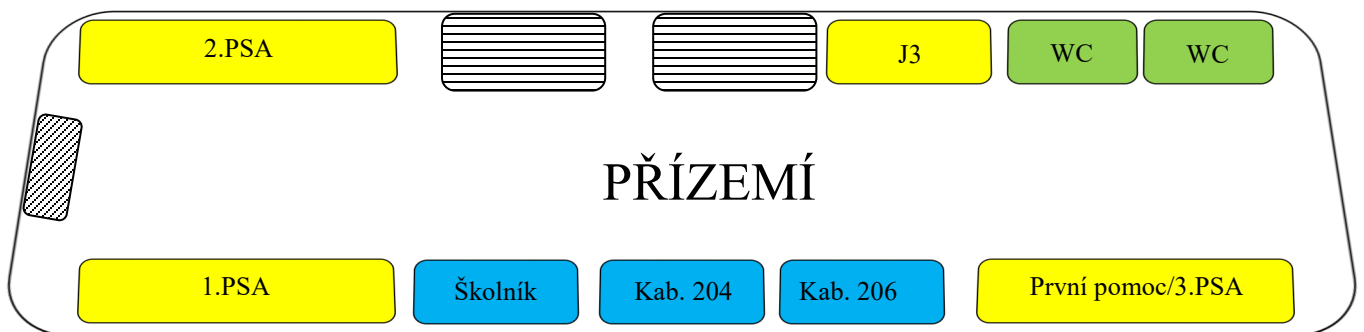 2.PSA
J3
WC
WC
PŘÍZEMÍ
1.PSA
Školník
Kab. 204
Kab. 206
První pomoc/3.PSA